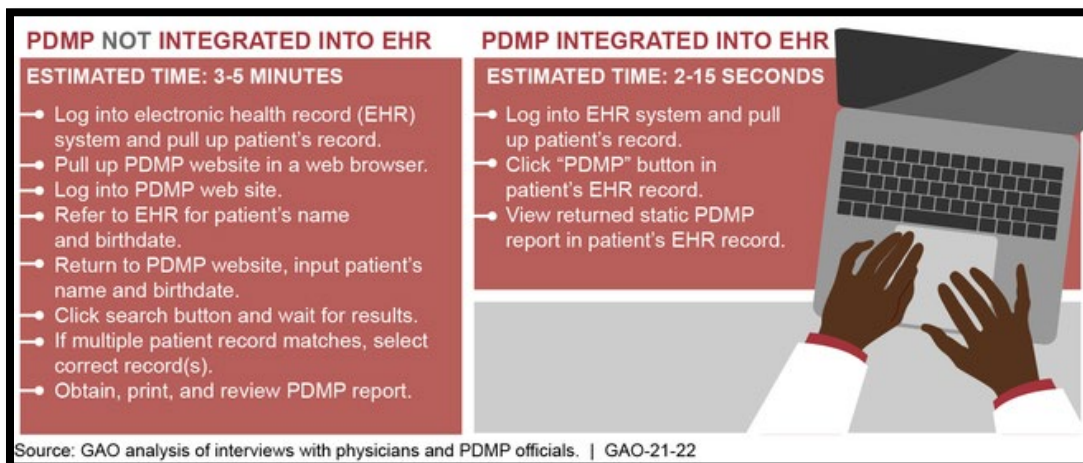 PDMP NOT INTEGRATED INTO EHR
ESTIMATED TIME: 3-5 MINUTES
Log into electronic health record (EHR)
system and pull up patient's record.
Pull up PDMP website in a web browser.
Log into PDMP web site.
Refer to EHR for patient's name
and birthdate.
Return to PDMP website, input patient's
name and birthdate.
Click search button and wait for results.
If multiple patient record matches, select
correct record(s).
Obtain, print, and review PDMP report.
PDMP INTEGRATED INTO EHR
ESTIMATED TIME: 2-15 SECONDS
Log into EHR system and pull
up patient's record.
Click “PDMP” button in
patient's EHR record.
View returned static PDMP
report in patient's EHR record.
Source: GAO analysis of interviews with physicians and PDMP officials. | GAO-21-22